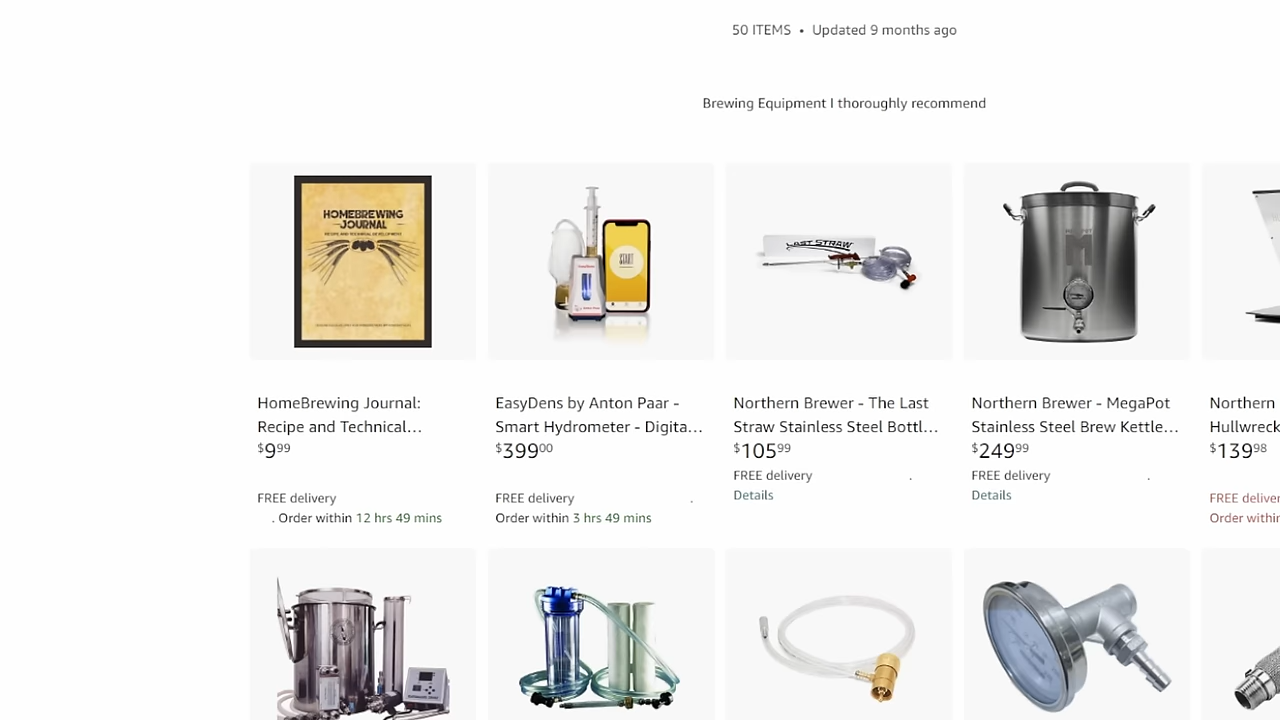 50 ITEMS • Updated 9 months ago
Brewing Equipment I thoroughly recommend
HOMEBREWING
JOURNAL
START
LAST STRAW
HomeBrewing Journal:
Recipe and Technical...
$9.99
FREE delivery
. Order within 12 hrs 49 mins
EasyDens by Anton Paar -
Smart Hydrometer - Digita...
$399.00
FREE delivery .
Order within 3 hrs 49 mins
Northern Brewer - The Last
Straw Stainless Steel Bottl...
$105.99
FREE delivery .
Details
Northern Brewer - MegaPot
Stainless Steel Brew Kettle...
$249.99
FREE delivery .
Details
Northern
Hullwreck
$139.98
FREE deliver
Order within